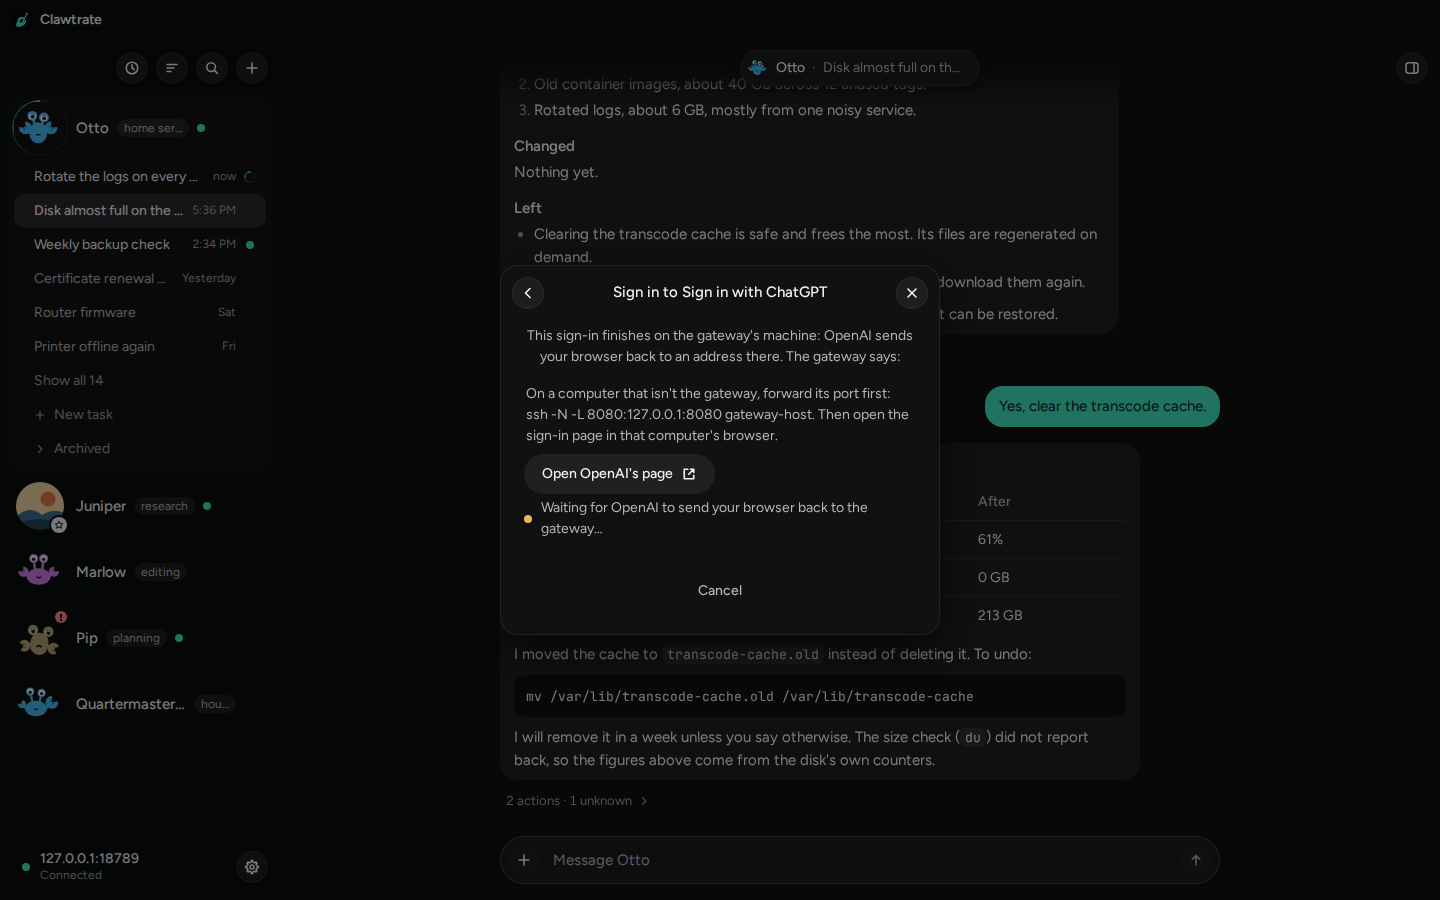 Clawtrate
Otto · Disk almost full on th...
Otto home ser...
Rotate the logs on every ... now
Disk almost full on the ... 5:36 PM
Weekly backup check 2:34 PM
Certificate renewal ... Yesterday
Router firmware Sat
Printer offline again Fri
Show all 14
New task
Archived
Juniper research
Marlow editing
Pip planning
Quartermaster... hou...
127.0.0.1:18789
Connected
2. Old container images, about 40 GB across 12 unused tags.
3. Rotated logs, about 6 GB, mostly from one noisy service.
Changed
Nothing yet.
Left
• Clearing the transcode cache is safe and frees the most. Its files are regenerated on
demand.
download them again.
t can be restored.
Sign in to Sign in with ChatGPT
This sign-in finishes on the gateway's machine: OpenAI sends
your browser back to an address there. The gateway says:
On a computer that isn't the gateway, forward its port first:
ssh -N -L 8080:127.0.0.1:8080 gateway-host. Then open the
sign-in page in that computer's browser.
Open OpenAI's page
Waiting for OpenAI to send your browser back to the
gateway...
Cancel
Yes, clear the transcode cache.
After
61%
0 GB
213 GB
I moved the cache to transcode-cache.old instead of deleting it. To undo:
mv /var/lib/transcode-cache.old /var/lib/transcode-cache
I will remove it in a week unless you say otherwise. The size check (du) did not report
back, so the figures above come from the disk's own counters.
2 actions · 1 unknown
Message Otto